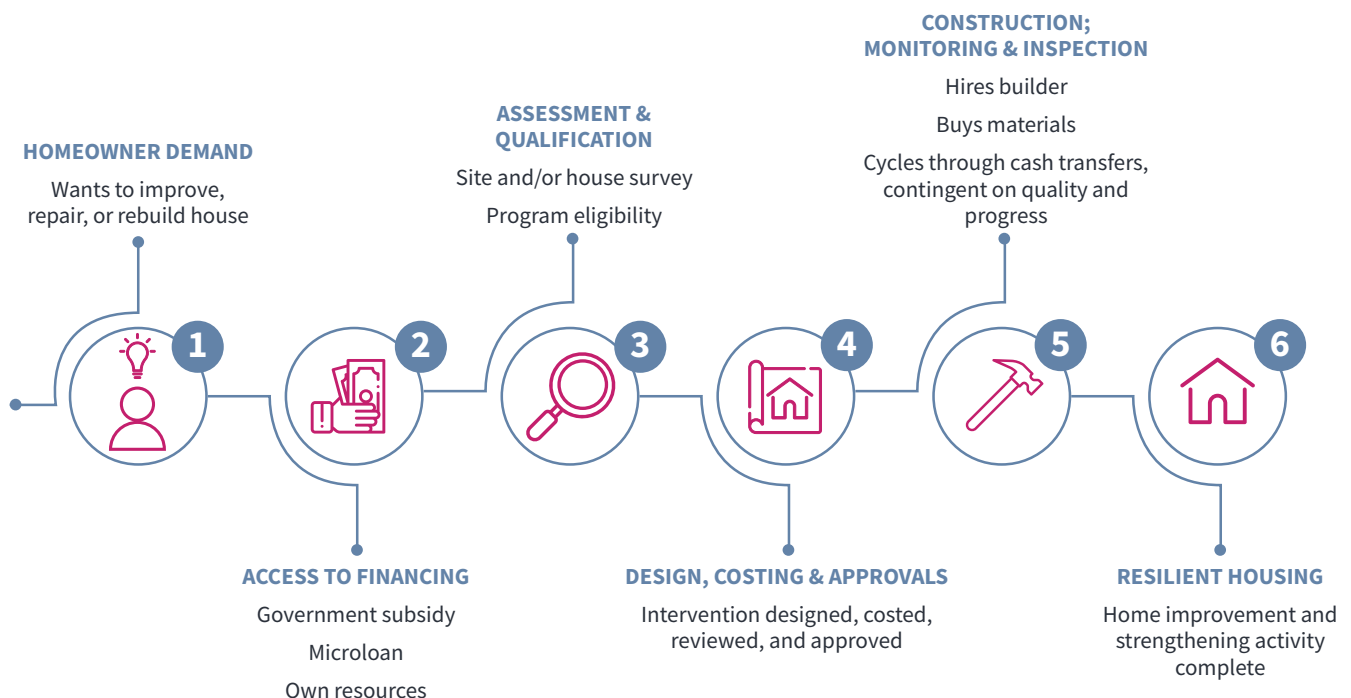 HOMEOWNER DEMAND
Wants to improve,
repair, or rebuild house
1
ACCESS TO FINANCING
Government subsidy
Microloan
Own resources
2
ASSESSMENT &
QUALIFICATION
Site and/or house survey
Program eligibility
3
DESIGN, COSTING & APPROVALS
Intervention designed, costed,
reviewed, and approved
4
CONSTRUCTION;
MONITORING & INSPECTION
Hires builder
Buys materials
Cycles through cash transfers,
contingent on quality and
progress
5
RESILIENT HOUSING
Home improvement and
strengthening activity
complete
6